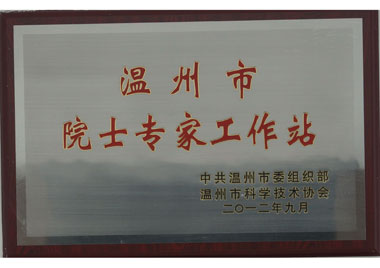 温州市
院士专家工作站
中共温州市委组织部
温州市科学技术协会
二〇一二年九月